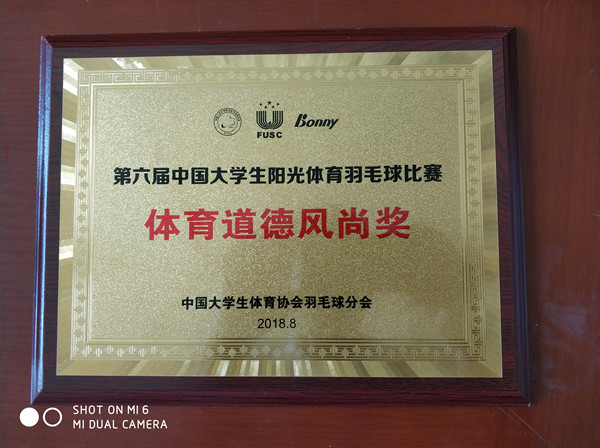 FUSC
Bonny
第六届中国大学生阳光体育羽毛球比赛
体育道德风尚奖
中国大学生体育协会羽毛球分会
2018.8
SHOT ON MI 6
MI DUAL CAMERA